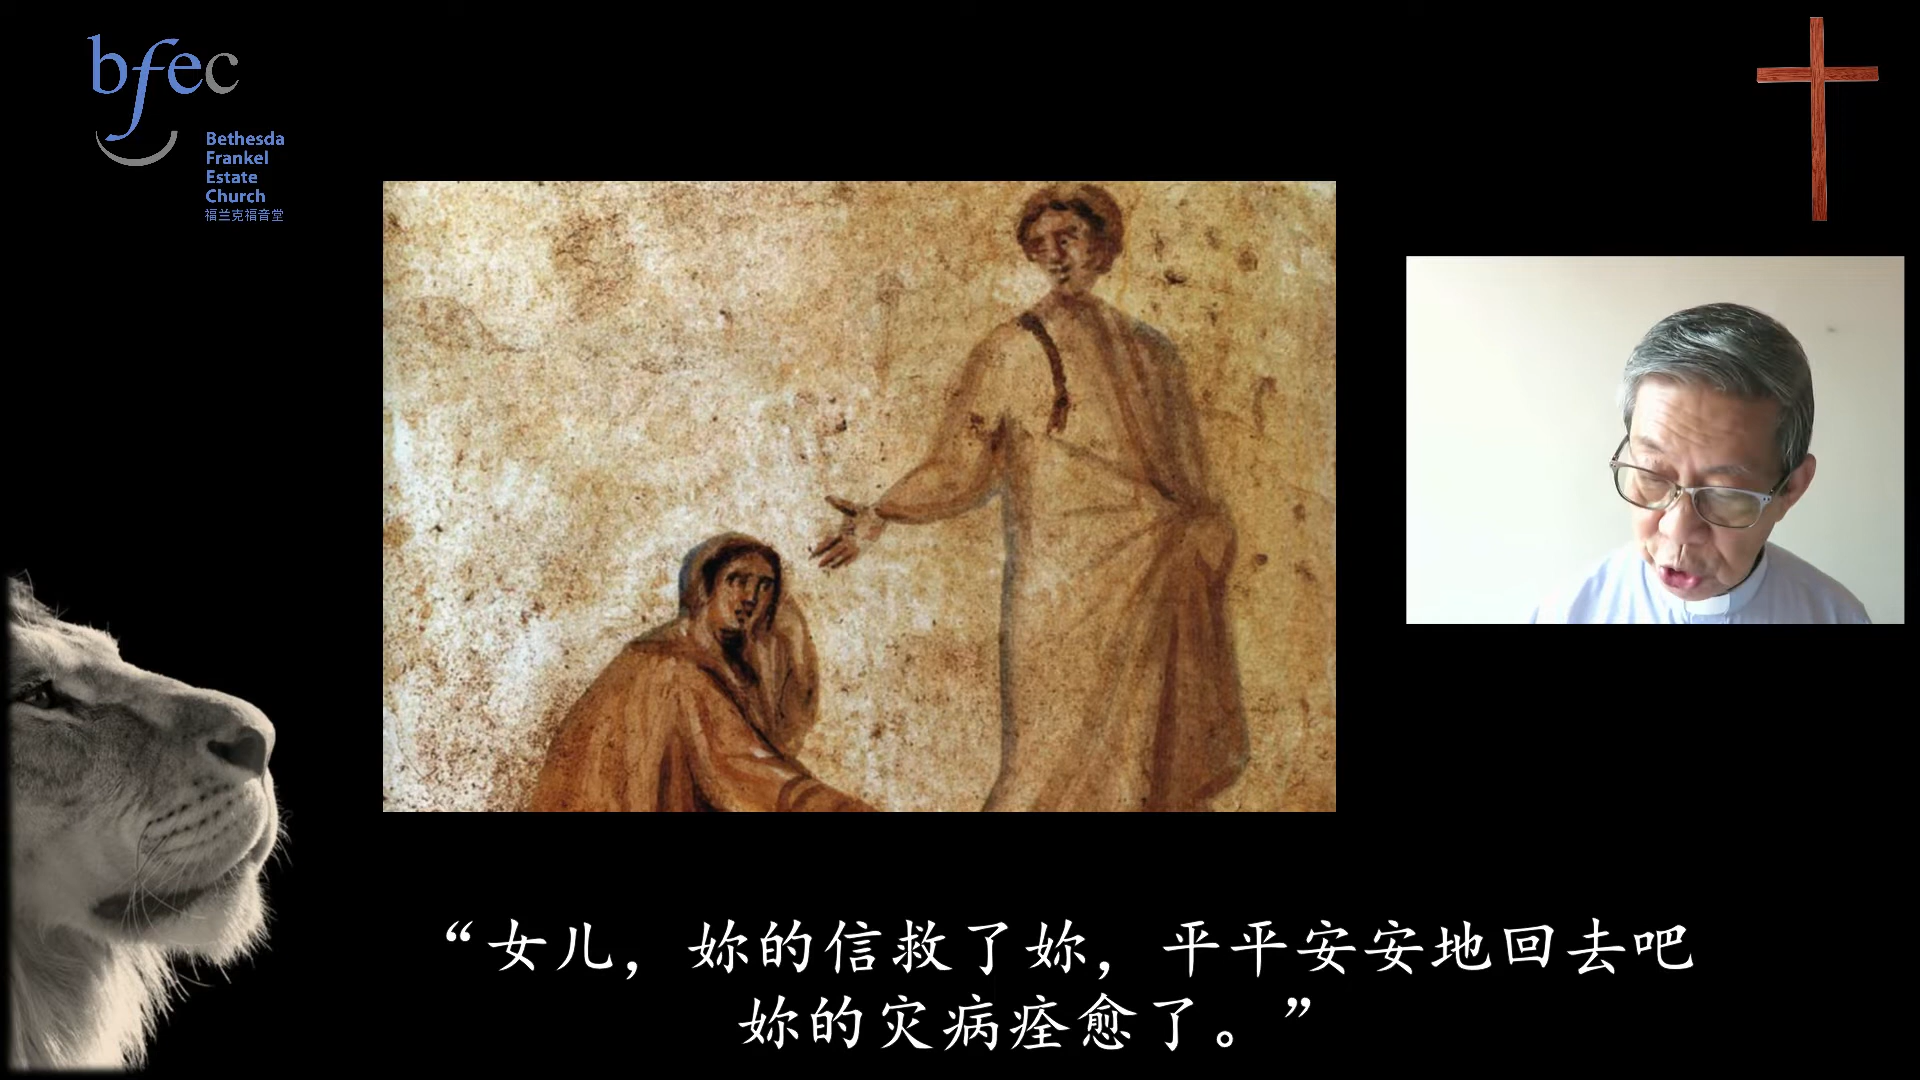 bfec
Bethesda
Frankel
Estate
Church
福兰克福音堂
“女儿，妳的信救了妳，平平安安地回去吧
妳的灾病痊愈了。”